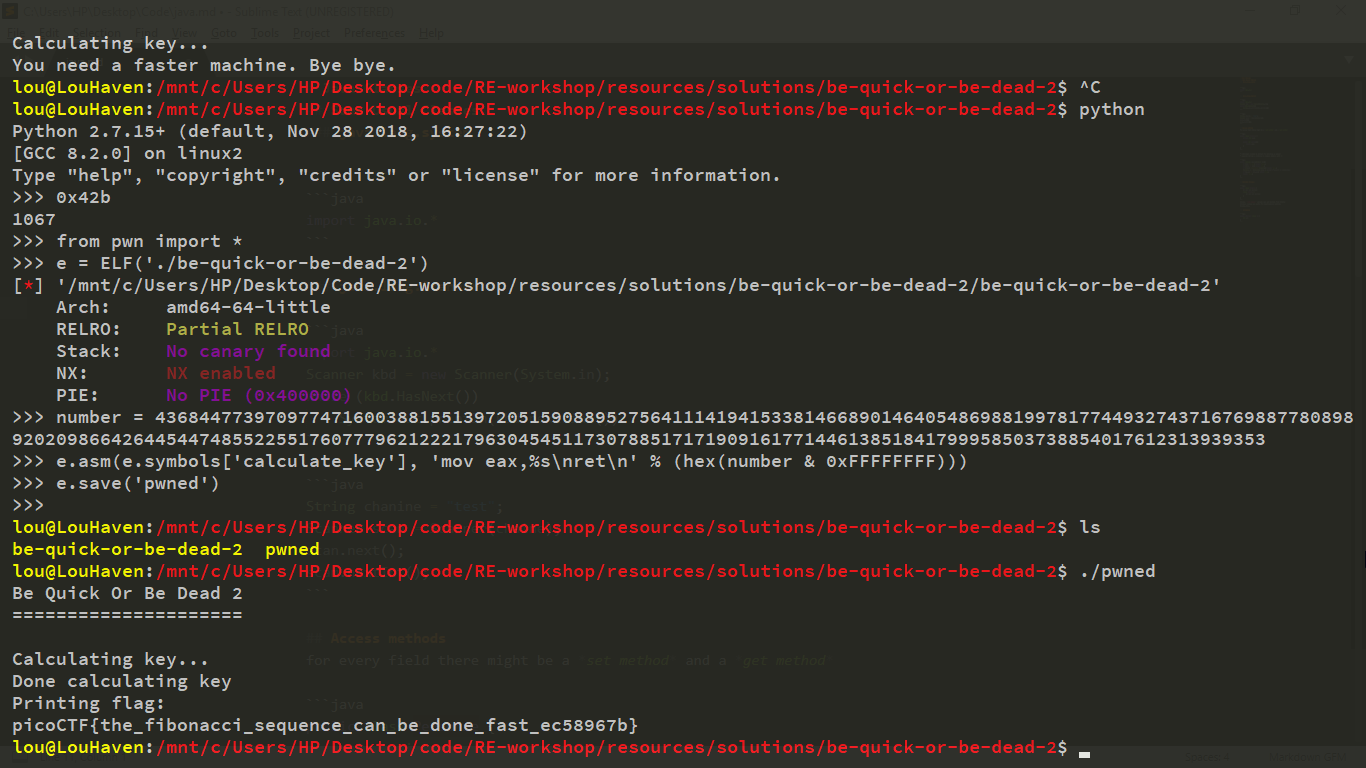 Calculating key...
You need a faster machine. Bye bye.
lou@LouHaven:/mnt/c/Users/HP/Desktop/code/RE-workshop/resources/solutions/be-quick-or-be-dead-2$ ^C
lou@LouHaven:/mnt/c/Users/HP/Desktop/code/RE-workshop/resources/solutions/be-quick-or-be-dead-2$ python
Python 2.7.15+ (default, Nov 28 2018, 16:27:22)
[GCC 8.2.0] on linux2
Type "help", "copyright", "credits" or "license" for more information.
>>> 0x42b
1067
>>> from pwn import *
>>> e = ELF('./be-quick-or-be-dead-2')
[*] '/mnt/c/Users/HP/Desktop/Code/RE-workshop/resources/solutions/be-quick-or-be-dead-2/be-quick-or-be-dead-2'
    Arch:     amd64-64-little
    RELRO:    Partial RELRO
    Stack:    No canary found
    NX:       NX enabled
    PIE:      No PIE (0x400000)
>>> number = 43684477397097747160038815513972051590889527564111419415338146689014640548698819978177449327437167698877808989
92020986642644544748552255176077796212221796304545117307885171719091617714461385184179995850373885401761231393 9353
>>> e.asm(e.symbols['calculate_key'], 'mov eax,%s\nret\n' % (hex(number & 0xFFFFFFFF)))
>>> e.save('pwned')
>>>
lou@LouHaven:/mnt/c/Users/HP/Desktop/code/RE-workshop/resources/solutions/be-quick-or-be-dead-2$ ls
be-quick-or-be-dead-2  pwned
lou@LouHaven:/mnt/c/Users/HP/Desktop/code/RE-workshop/resources/solutions/be-quick-or-be-dead-2$ ./pwned
Be Quick Or Be Dead 2
=====================
Calculating key...
Done calculating key
Printing flag:
picoCTF{the_fibonacci_sequence_can_be_done_fast_ec58967b}
lou@LouHaven:/mnt/c/Users/HP/Desktop/code/RE-workshop/resources/solutions/be-quick-or-be-dead-2$